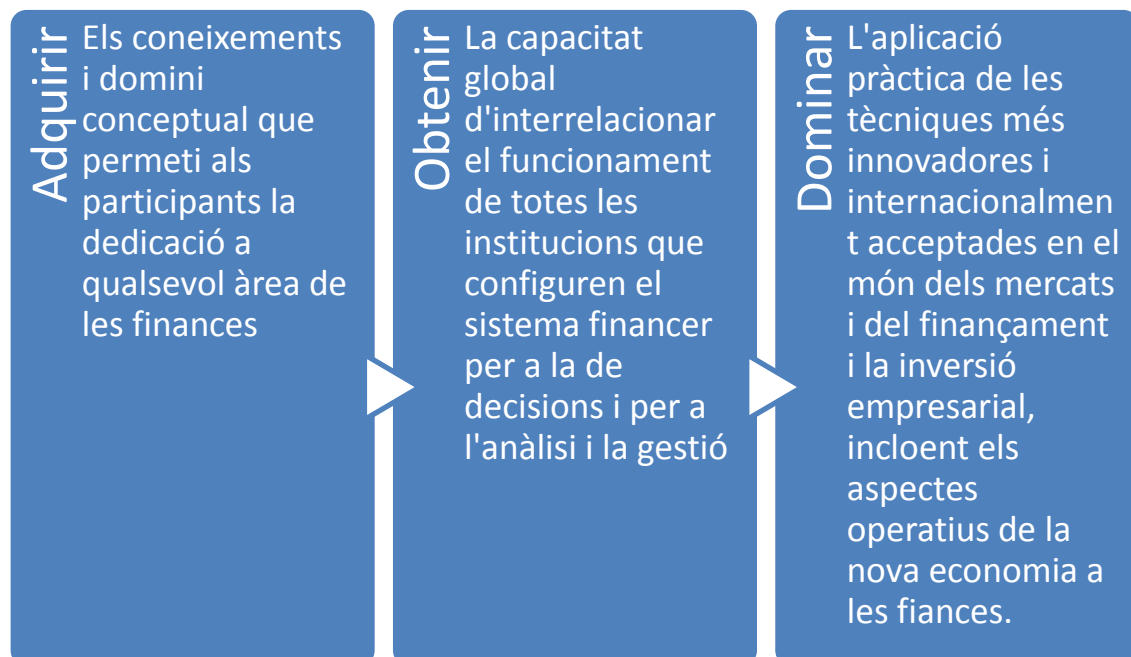 Adquirir
Els coneixements
i domini
conceptual que
permeti als
participants la
dedicació a
qualsevol àrea de
les finances
Obtenir
La capacitat
global
d'interrelacionar
el funcionament
de totes les
institucions que
configuren el
sistema financer
per a la de
decisions i per a
l'anàlisi i la gestió
Dominar
L'aplicació
pràctica de les
tècniques més
innovadores i
internacionalmen
t acceptades en el
món dels mercats
i del finançament
i la inversió
empresarial,
incloent els
aspectes
operatius de la
nova economia a
les fiances.